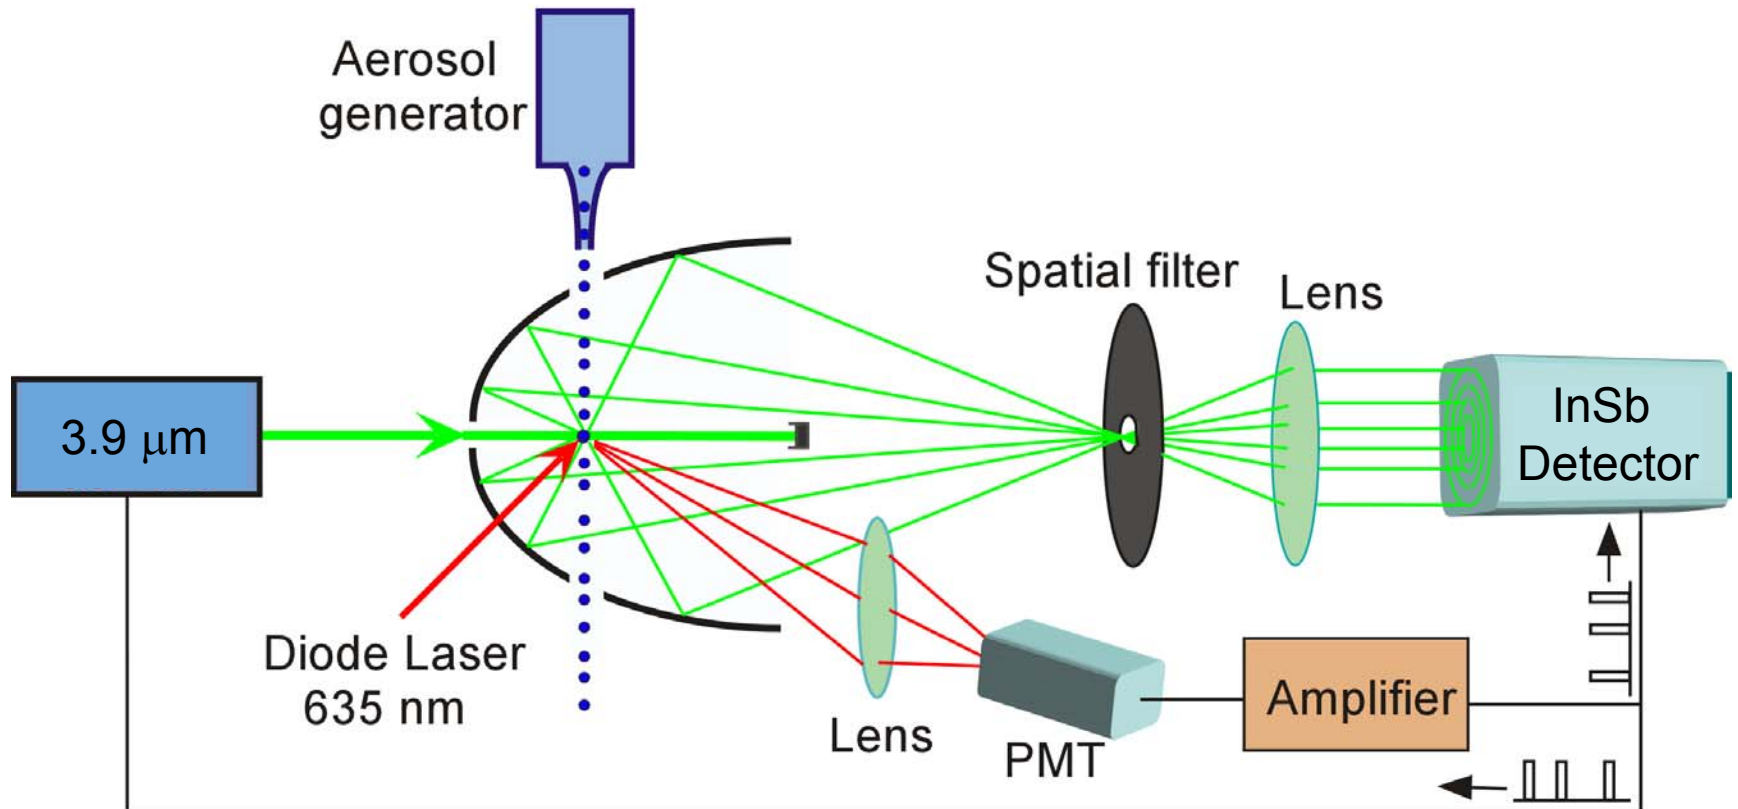 Aerosol
generator
Spatial filter
Lens
3.9 μm
InSb
Detector
Diode Laser
635 nm
Lens
PMT
Amplifier